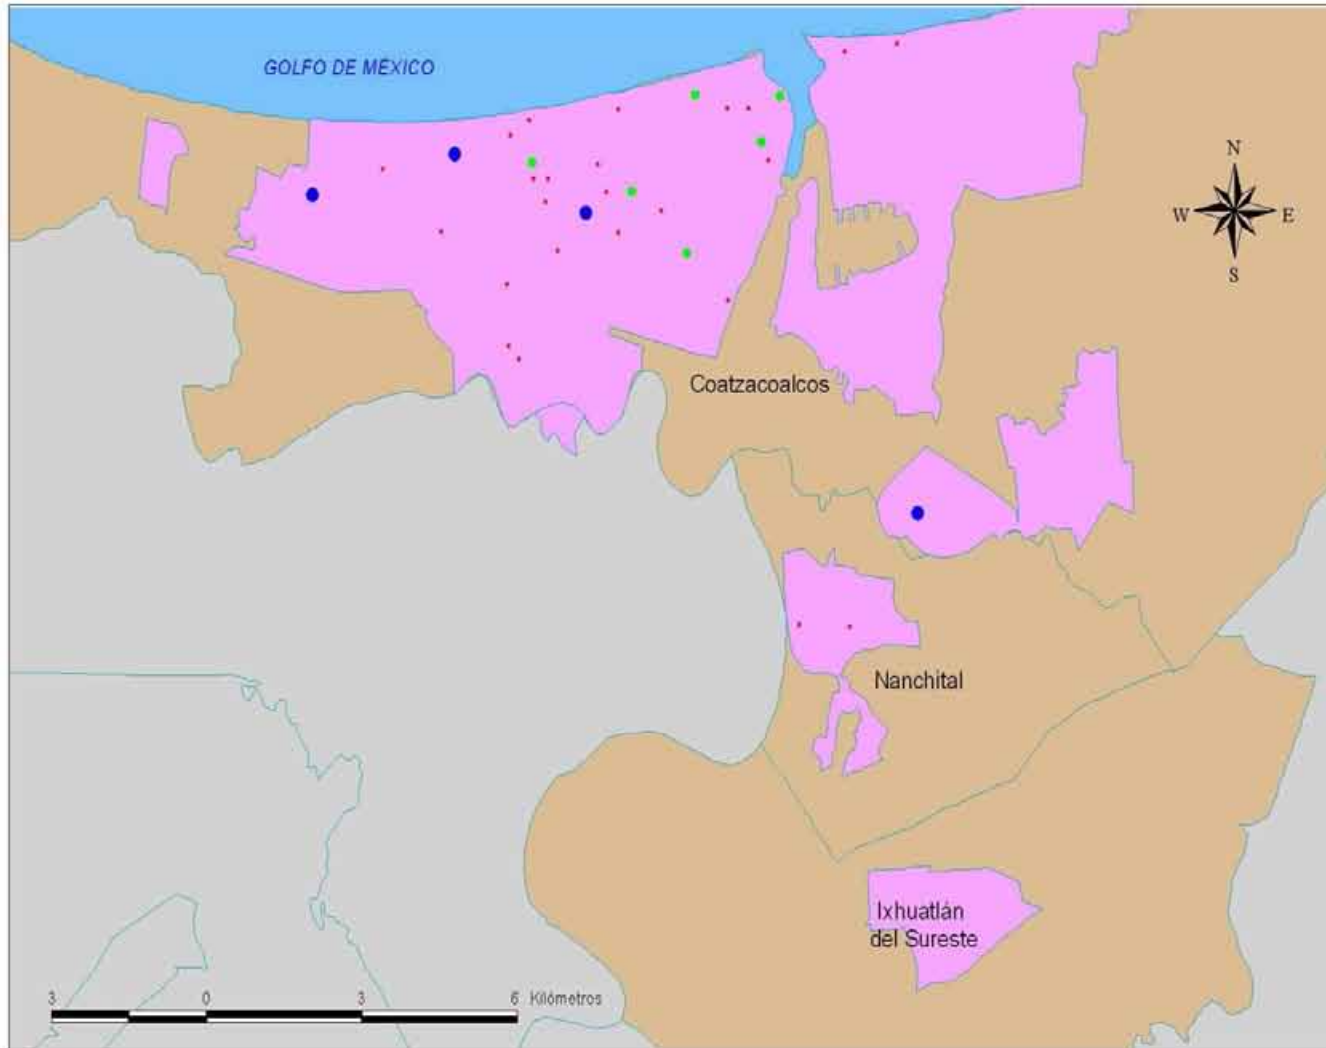 GOLFO DE MÉXICO
N
W E
S
Coatzacoalcos
Nanchital
Ixhuatlán
del Sureste
3 0 3 6 Kilómetros